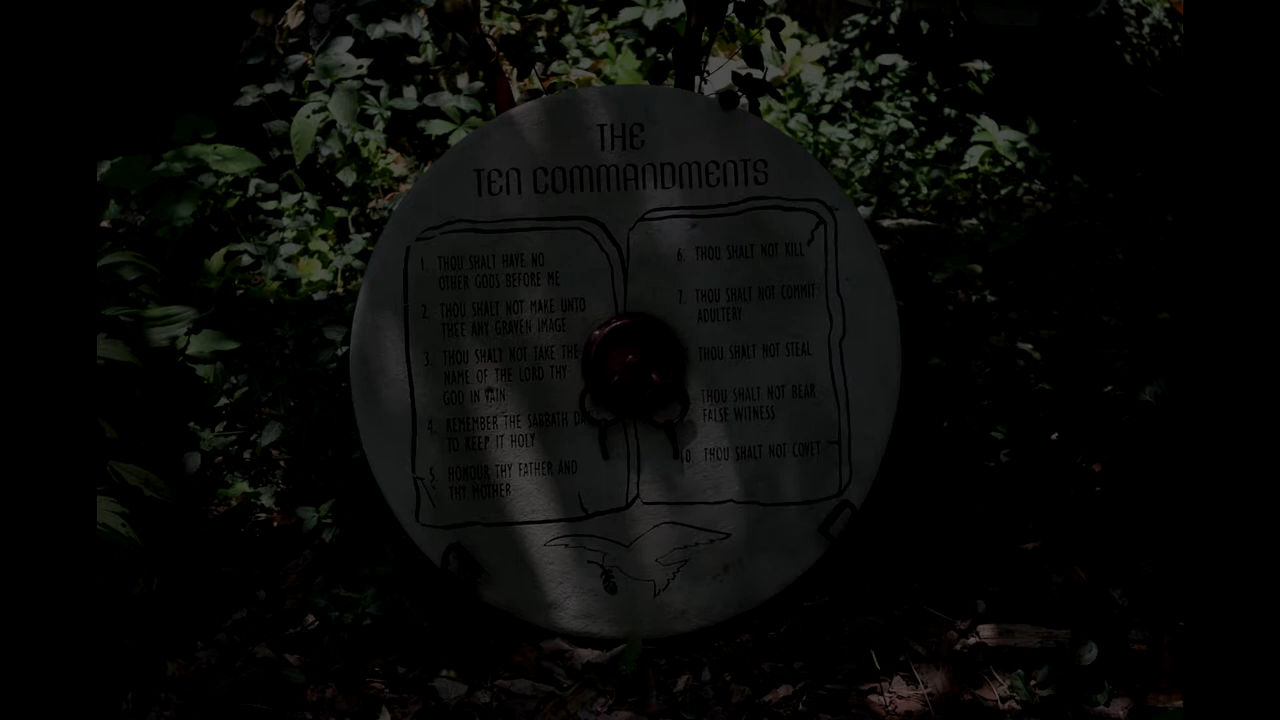 THE
TEN COMMANDMENTS
1. THOU SHALT HAVE NO
OTHER GODS BEFORE ME
2. THOU SHALT NOT MAKE UNTO
THEE ANY GRAVEN IMAGE
3. THOU SHALT NOT TAKE THE
NAME OF THE LORD THY
GOD IN VAIN
4. REMEMBER THE SABBATH DA
TO KEEP IT HOLY
5. HONOUR THY FATHER AND
THY MOTHER
6. THOU SHALT NOT KILL
7. THOU SHALT NOT COMMIT
ADULTERY
THOU SHALT NOT STEAL
THOU SHALT NOT BEAR
FALSE WITNESS
10 THOU SHALT NOT COVET